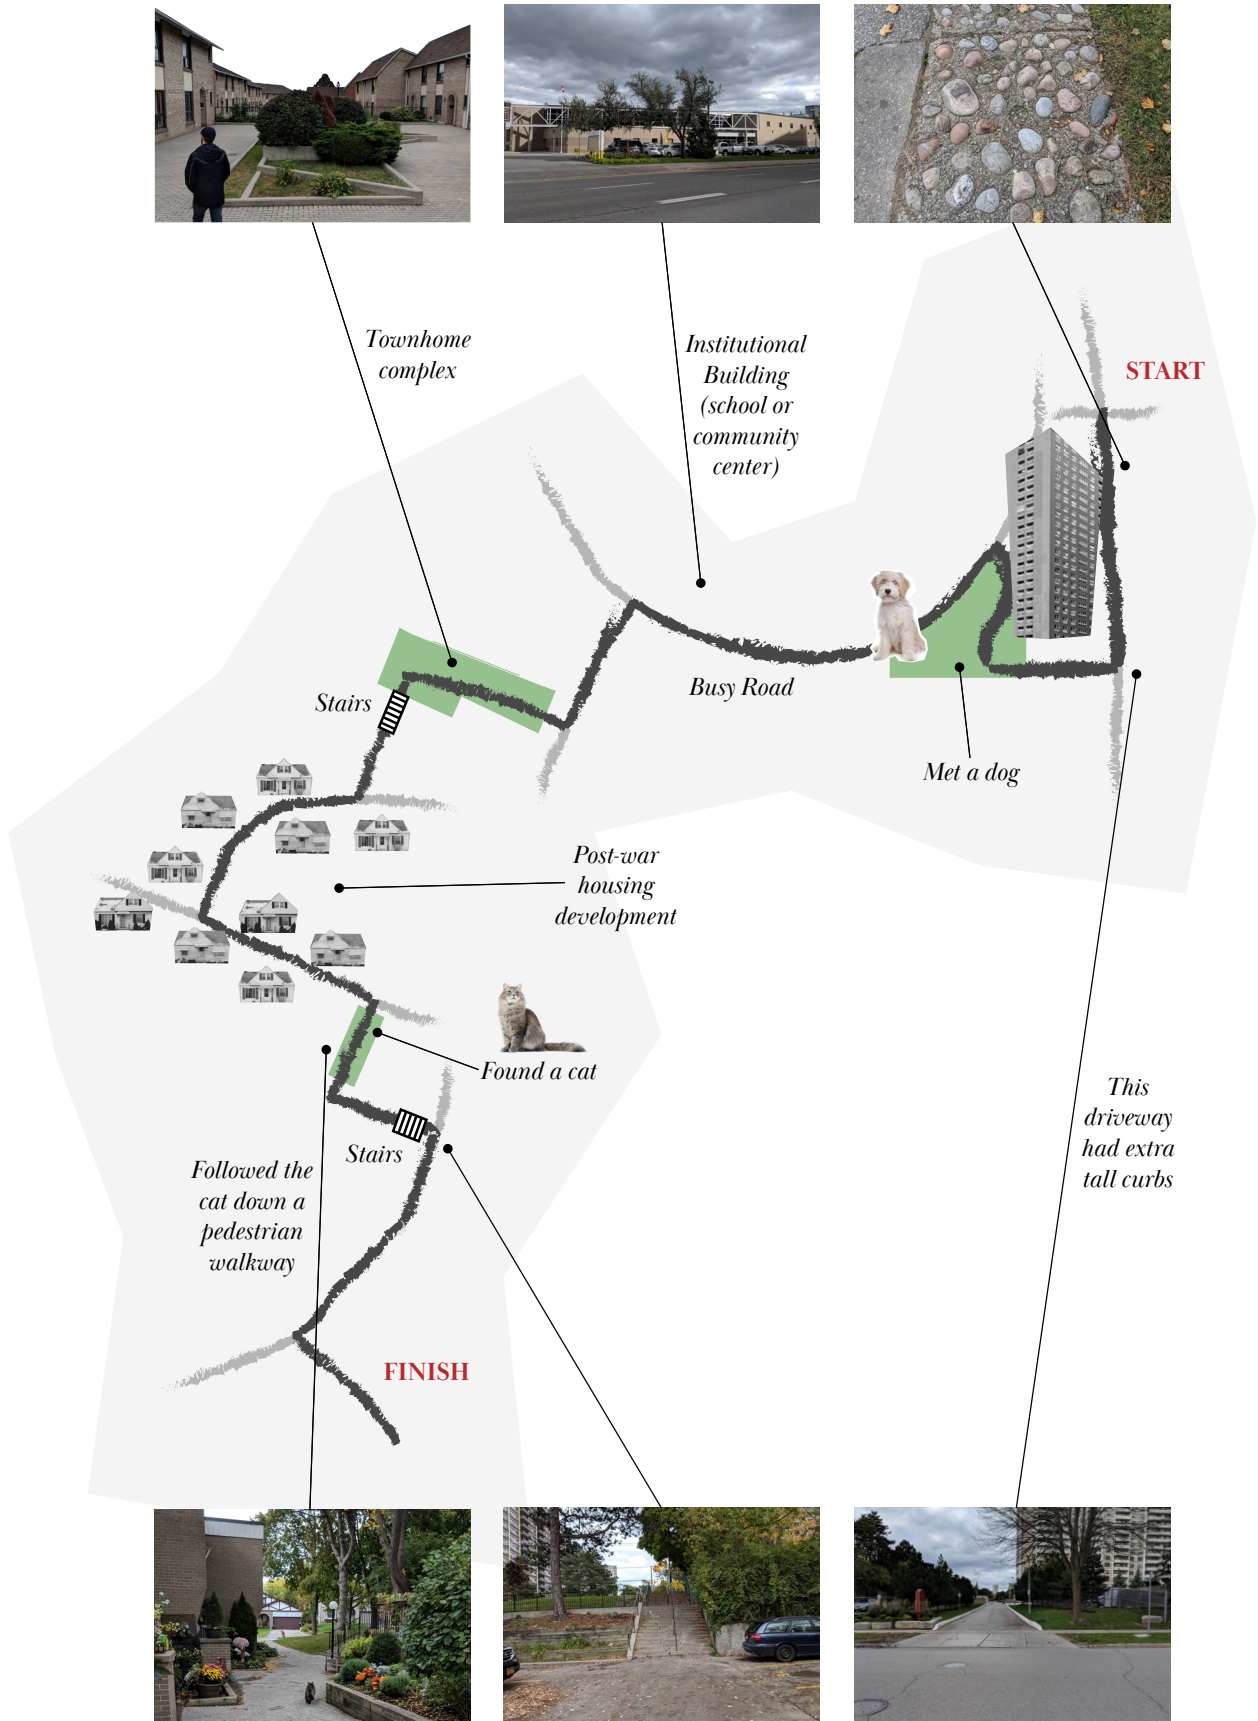 Townhome
complex
Institutional
Building
(school or
community
center)
START
Stairs
Busy Road
Met a dog
Post-war
housing
development
Found a cat
Stairs
Followed the
cat down a
pedestrian
walkway
This
driveway
had extra
tall curbs
FINISH